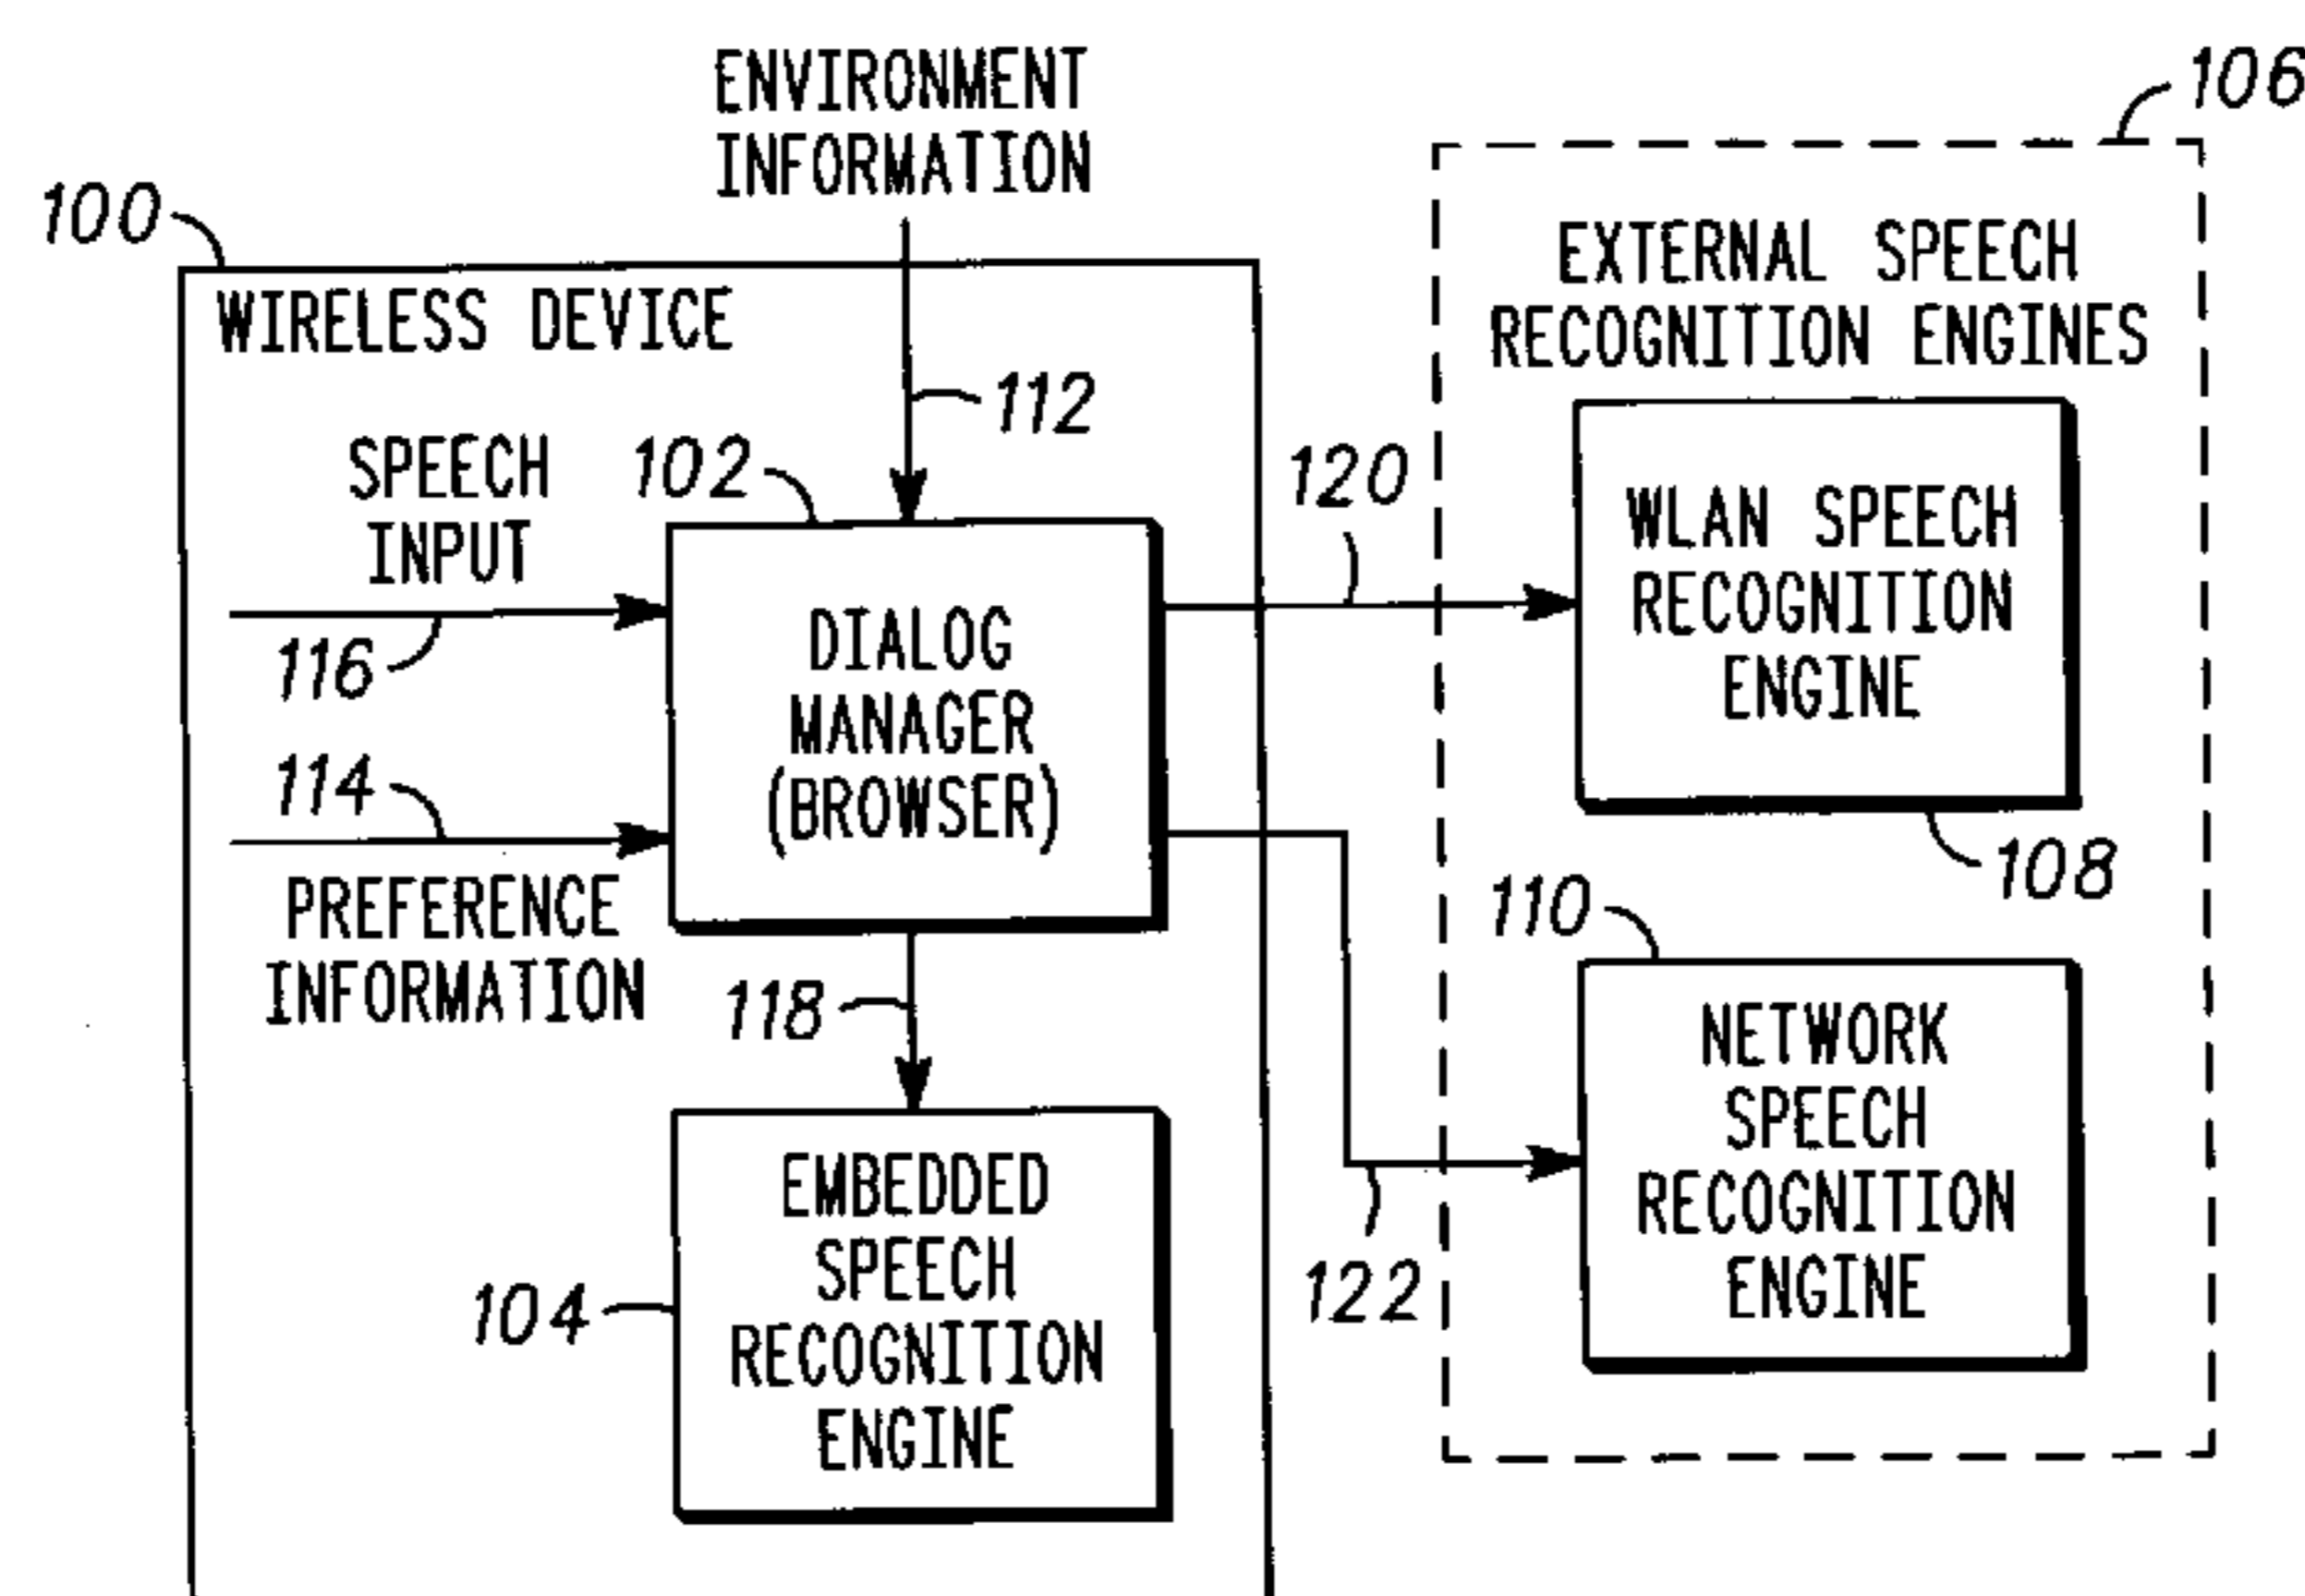 ENVIRONMENT
INFORMATION
106
100
WIRELESS DEVICE
EXTERNAL SPEECH
RECOGNITION ENGINES
112
SPEECH
INPUT
102
120
116
DIALOG
MANAGER
(BROWSER)
WLAN SPEECH
RECOGNITION
ENGINE
114
108
PREFERENCE
INFORMATION
110
118
NETWORK
SPEECH
RECOGNITION
ENGINE
EMBEDDED
SPEECH
RECOGNITION
ENGINE
104
122